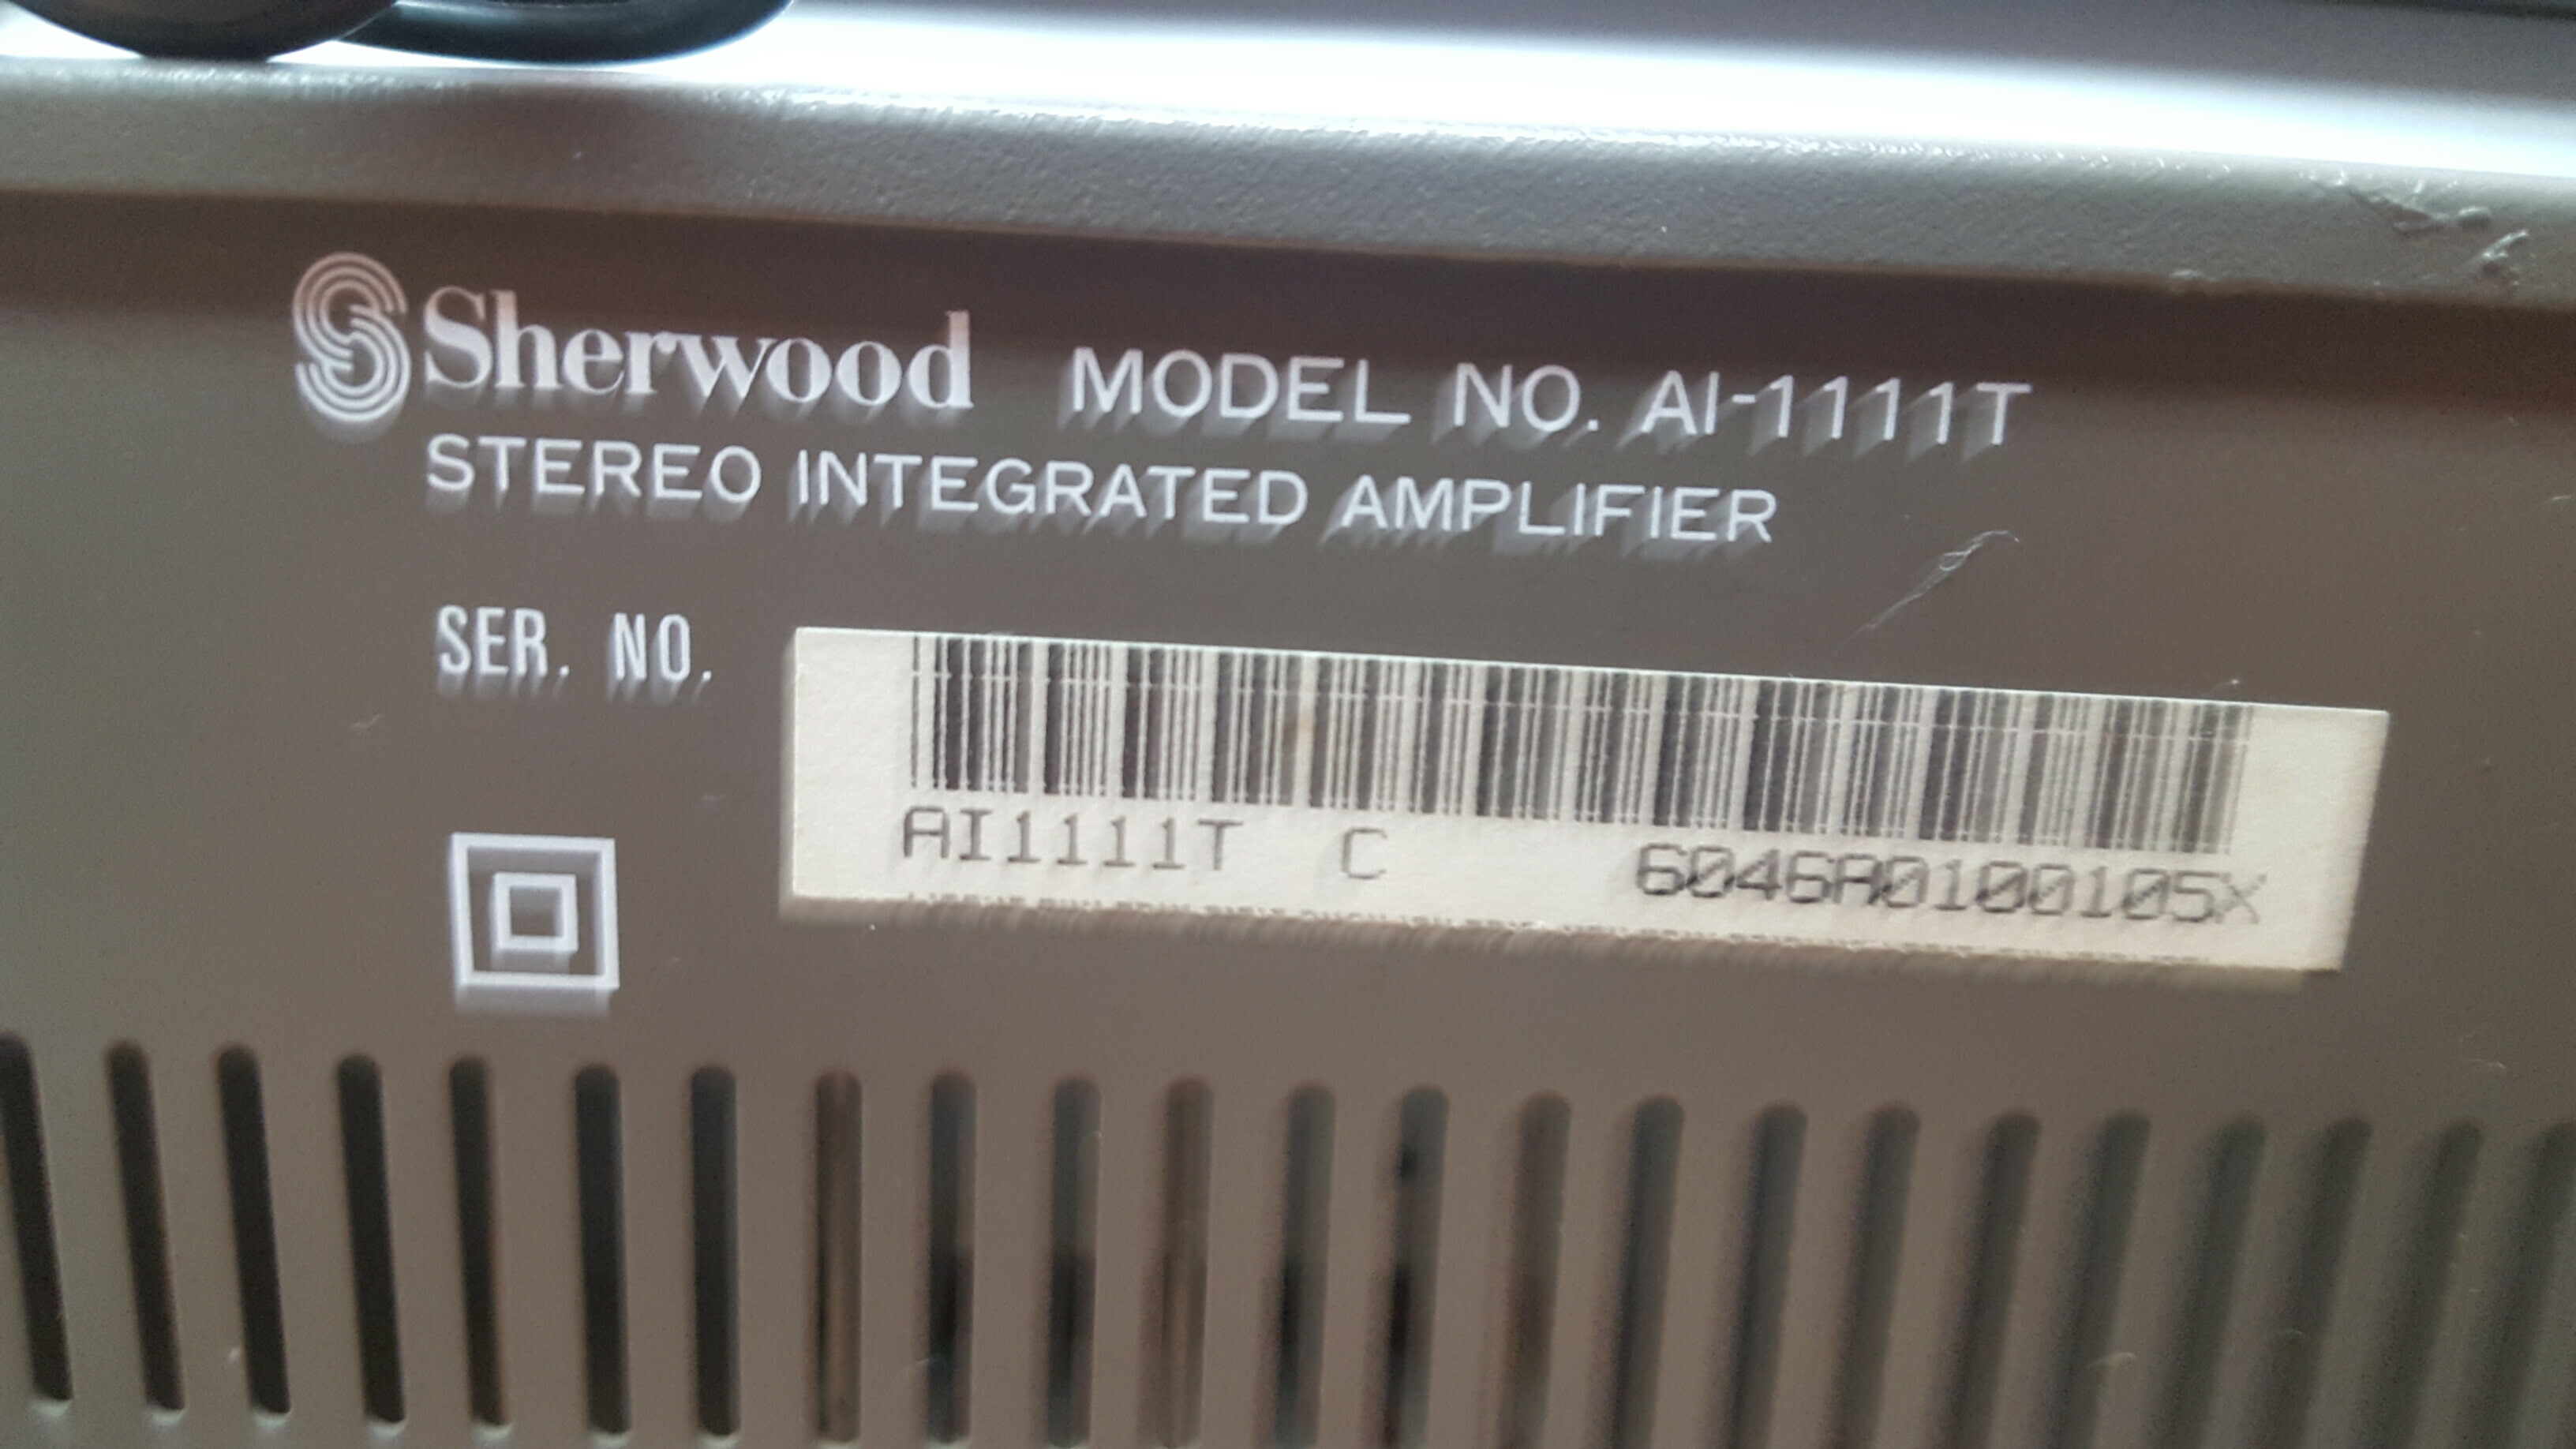 Sherwood MODEL NO. AI-1111T
STEREO INTEGRATED AMPLIFIER
SER. NO.
AI1111T C 6046A0100105X